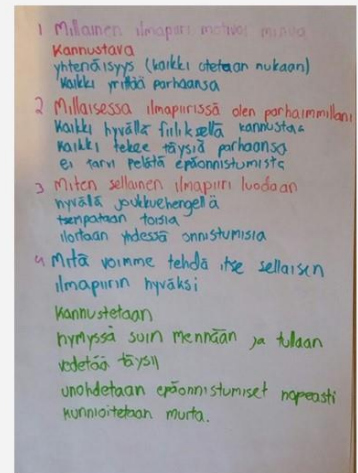 1 Millainen ilmapiiri motivoi minua
Kannustava
yhtenäisyys (kaikki otetaan mukaan)
kaikki yrittää parhaansa
2 Millaisessa ilmapiirissä olen parhaimmillani
Kaikki hyvällä fiiliksellä kannustava
kaikki tekee täysiä parhaansa
ei tarvi pelätä epäonnistumista
3 Miten sellainen ilmapiiri luodaan
hyvällä joukkuehengellä
tsempataan toisia
iloitaan yhdessä onnistumisia
4 Mitä voimme tehdä itse sellaisen
ilmapiirin hyväksi
Kannustetaan
hymyssä suin mennään ja tullaan
vedetää täysii
unohdetaan epäonnistumiset nopeasti
kunnioitetaan muita.